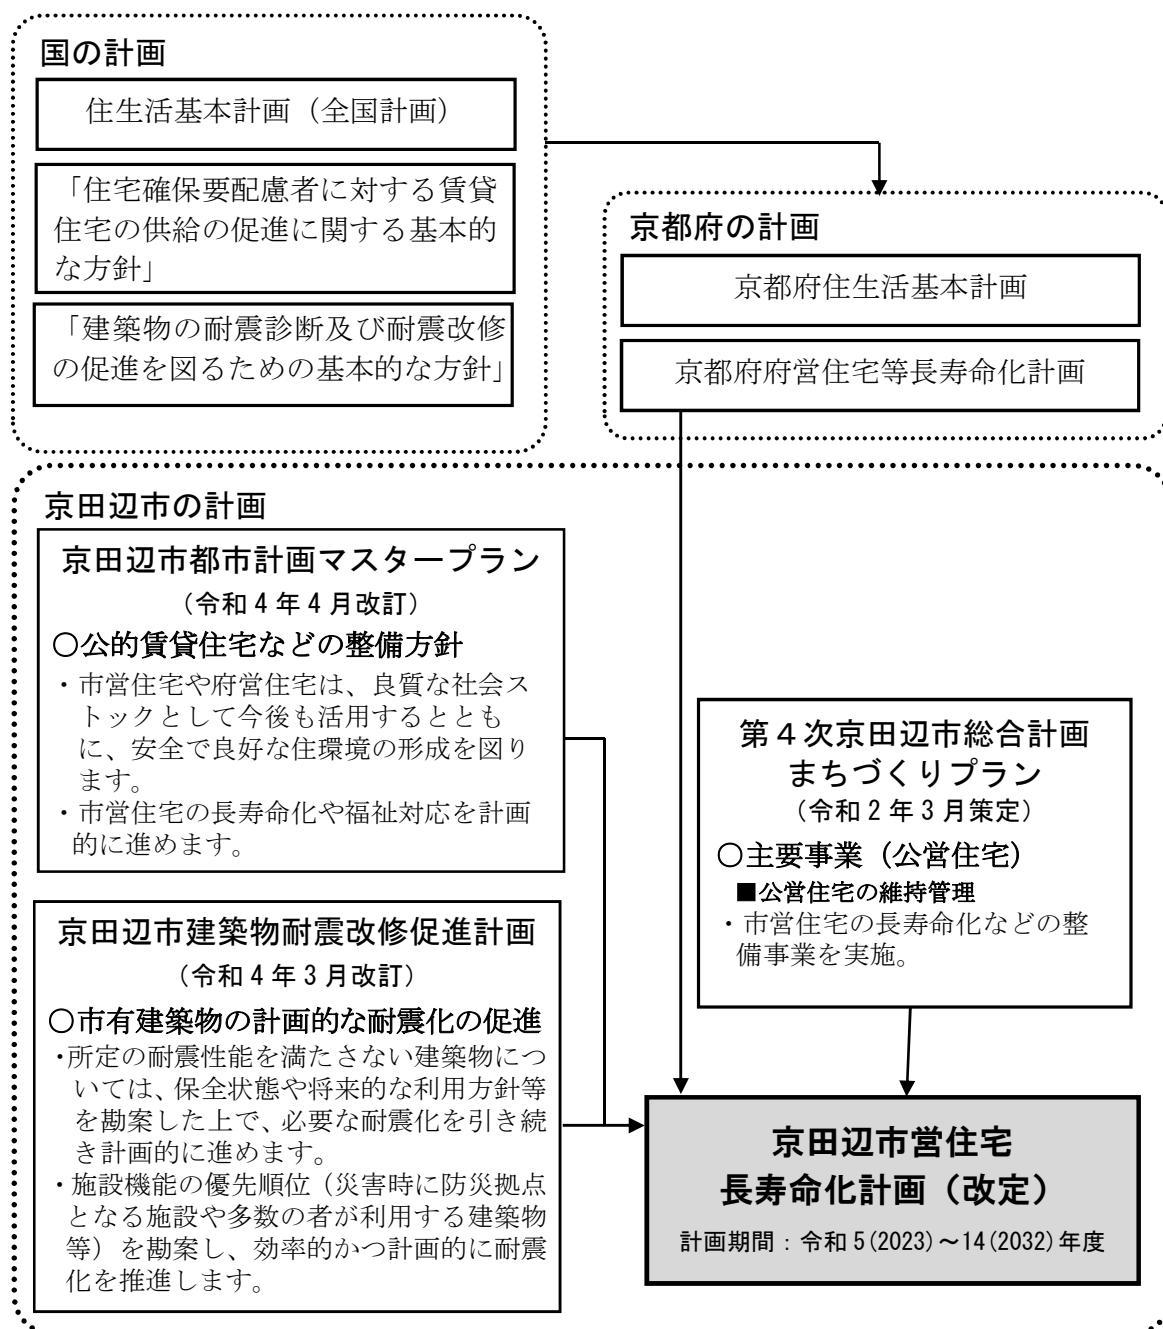 国の計画
住生活基本計画（全国計画）
「住宅確保要配慮者に対する賃貸
住宅の供給の促進に関する基本的
な方針」
「建築物の耐震診断及び耐震改修
の促進を図るための基本的な方針」
京都府の計画
京都府住生活基本計画
京都府府営住宅等長寿命化計画
京田辺市の計画
京田辺市都市計画マスタープラン
（令和４年４月改訂）
○公的賃貸住宅などの整備方針
・市営住宅や府営住宅は、良質な社会ス
トックとして今後も活用するととも
に、安全で良好な住環境の形成を図り
ます。
・市営住宅の長寿命化や福祉対応を計画
的に進めます。
京田辺市建築物耐震改修促進計画
（令和４年３月改訂）
○市有建築物の計画的な耐震化の促進
・所定の耐震性能を満たさない建築物につ
いては、保全状態や将来的な利用方針等
を勘案した上で、必要な耐震化を引き続
き計画的に進めます。
・施設機能の優先順位（災害時に防災拠点
となる施設や多数の者が利用する建築物
等）を勘案し、効率的かつ計画的に耐震
化を推進します。
第４次京田辺市総合計画
まちづくりプラン
（令和２年３月策定）
○主要事業（公営住宅）
■公営住宅の維持管理
・市営住宅の長寿命化などの整
備事業を実施。
京田辺市営住宅
長寿命化計画（改定）
計画期間：令和５(2023)～14(2032)年度